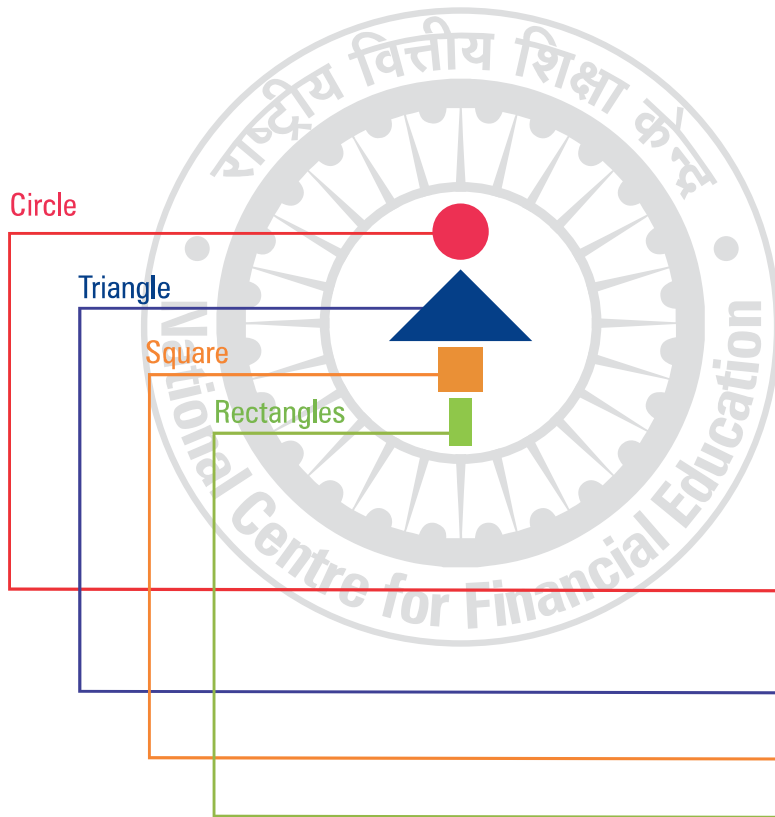 राष्ट्रीय वित्तीय शिक्षा केन्द्र
Circle
Triangle
Square
Rectangles
National Centre for Financial Education